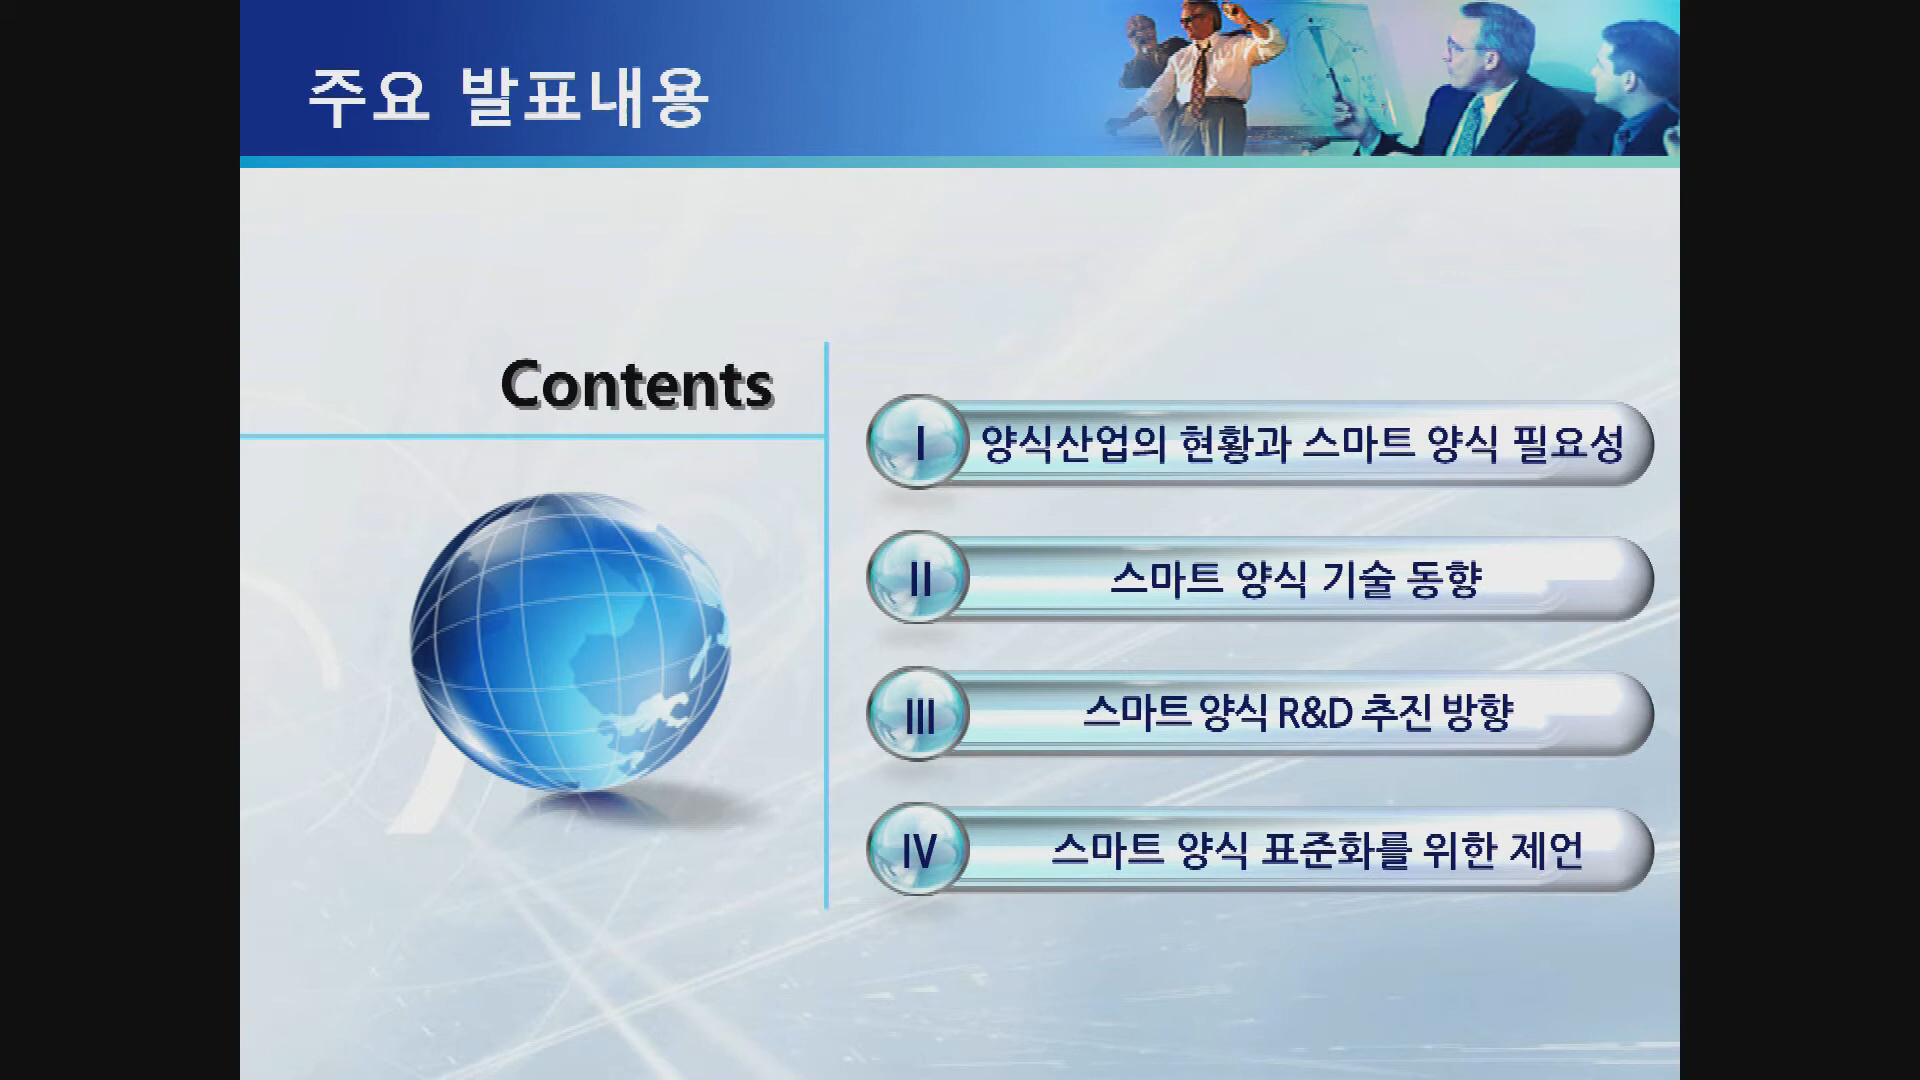 주요 발표내용
Contents
I 양식산업의 현황과 스마트 양식 필요성
II 스마트 양식 기술 동향
III 스마트 양식 R&D 추진 방향
IV 스마트 양식 표준화를 위한 제언